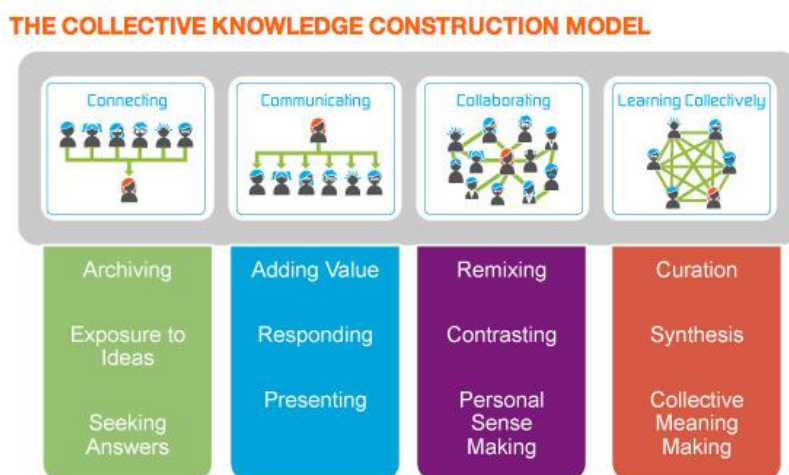 THE COLLECTIVE KNOWLEDGE CONSTRUCTION MODEL
Connecting
Communicating
Collaborating
Learning Collectively
Archiving
Exposure to
Ideas
Seeking
Answers
Adding Value
Responding
Presenting
Remixing
Contrasting
Personal
Sense
Making
Curation
Synthesis
Collective
Meaning
Making